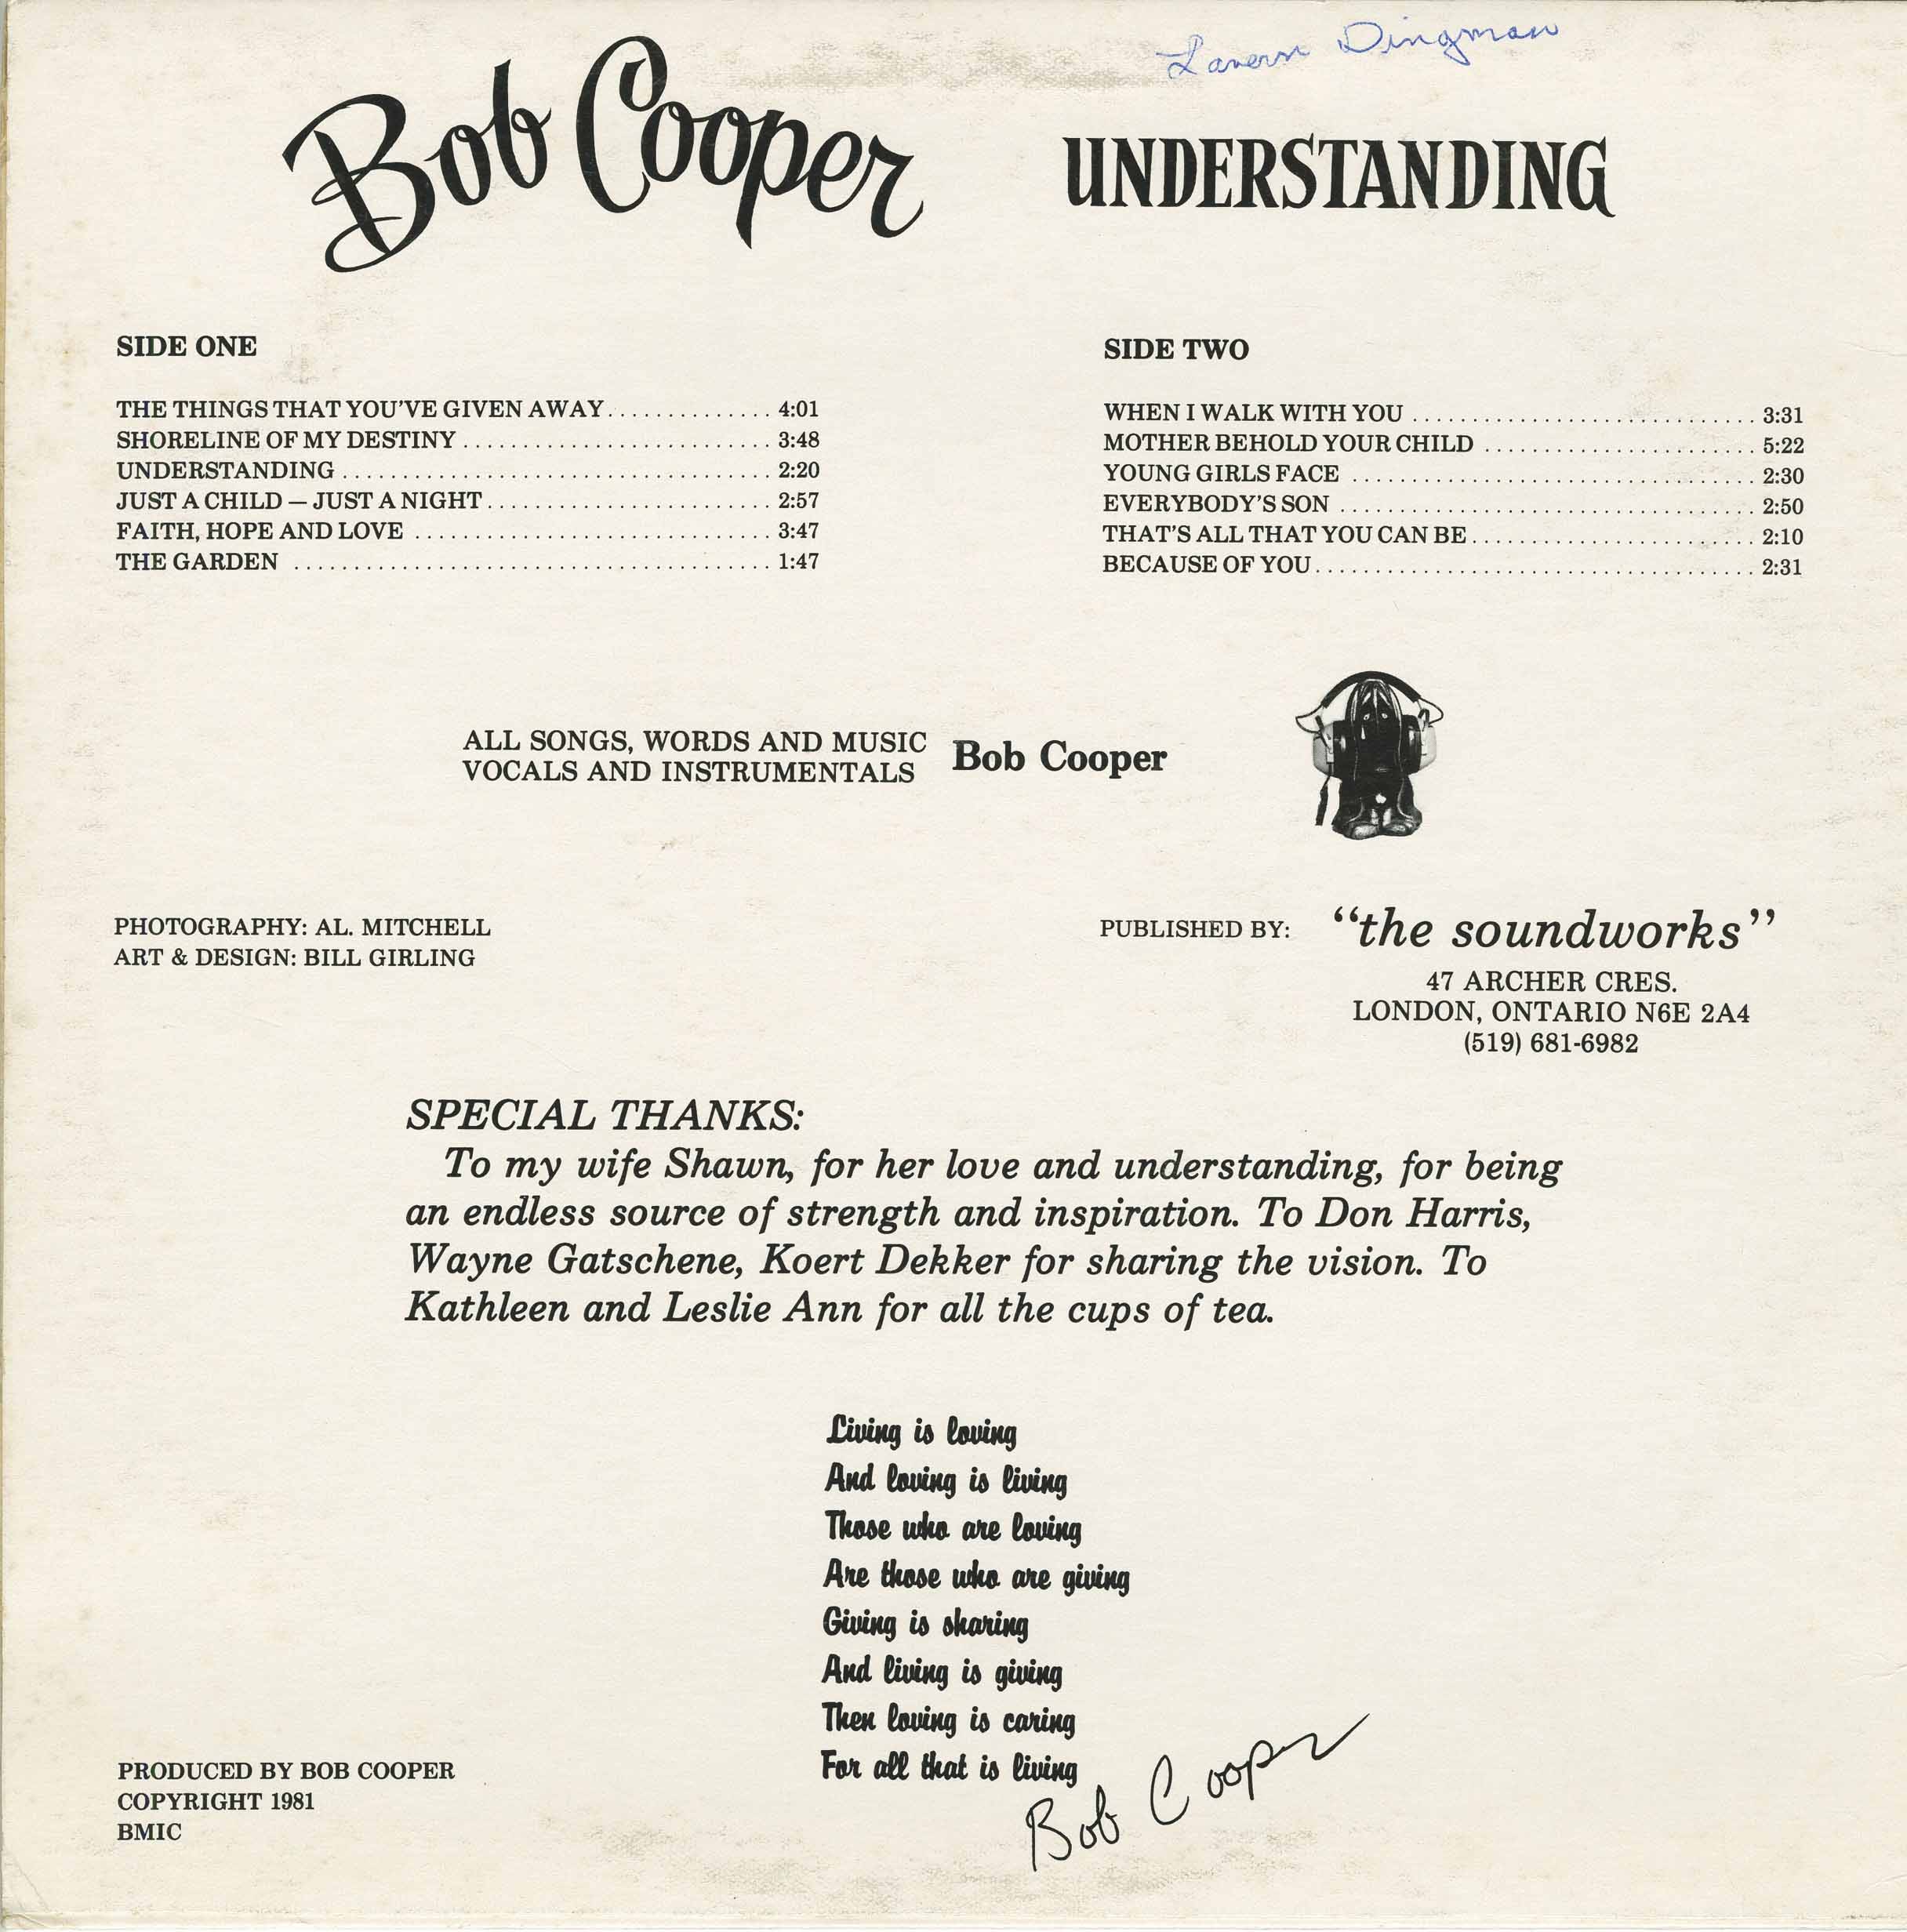 Lavern Dingman
Bob Cooper
UNDERSTANDING
SIDE ONE
THE THINGS THAT YOU'VE GIVEN AWAY.............. 4:01
SHORELINE OF MY DESTINY.......................... 3:48
UNDERSTANDING.................................... 2:20
JUST A CHILD — JUST A NIGHT........................ 2:57
FAITH, HOPE AND LOVE .............................. 3:47
THE GARDEN ........................................ 1:47
SIDE TWO
WHEN I WALK WITH YOU ............................. 3:31
MOTHER BEHOLD YOUR CHILD ....................... 5:22
YOUNG GIRLS FACE .................................. 2:30
EVERYBODY'S SON ................................... 2:50
THAT'S ALL THAT YOU CAN BE........................ 2:10
BECAUSE OF YOU..................................... 2:31
ALL SONGS, WORDS AND MUSIC
VOCALS AND INSTRUMENTALS
Bob Cooper
PHOTOGRAPHY: AL. MITCHELL
ART & DESIGN: BILL GIRLING
PUBLISHED BY: "the soundworks"
47 ARCHER CRES.
LONDON, ONTARIO N6E 2A4
(519) 681-6982
SPECIAL THANKS:
To my wife Shawn, for her love and understanding, for being
an endless source of strength and inspiration. To Don Harris,
Wayne Gatschene, Koert Dekker for sharing the vision. To
Kathleen and Leslie Ann for all the cups of tea.
Living is loving
And loving is living
Those who are loving
Are those who are giving
Giving is sharing
And living is giving
Then loving is caring
For all that is living
Bob Cooper
PRODUCED BY BOB COOPER
COPYRIGHT 1981
BMIC